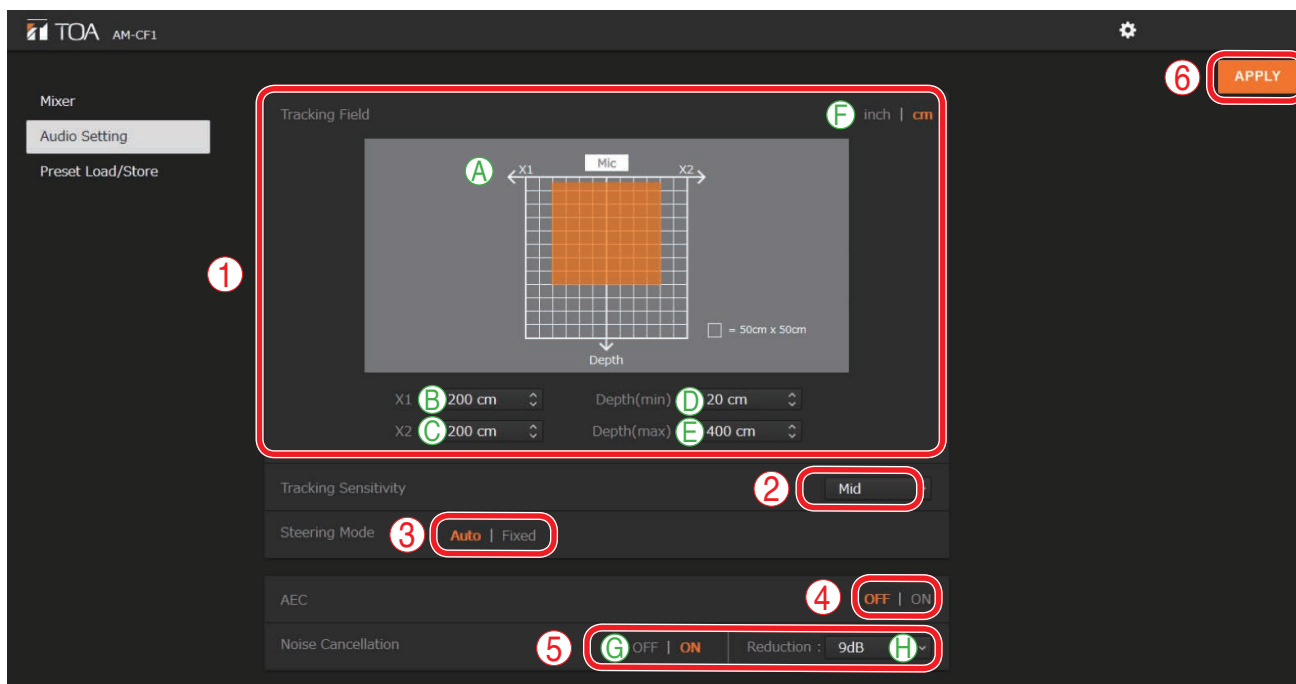 TOA AM-CF1
6 APPLY
Mixer
Audio Setting
Preset Load/Store
1
Tracking Field
F inch | cm
A X1 Mic X2
= 50cm x 50cm
Depth
X1 B 200 cm Depth(min) D 20 cm
X2 C 200 cm Depth(max) E 400 cm
Tracking Sensitivity 2 Mid
Steering Mode 3 Auto | Fixed
AEC 4 OFF | ON
Noise Cancellation 5 G OFF | ON Reduction : 9dB H